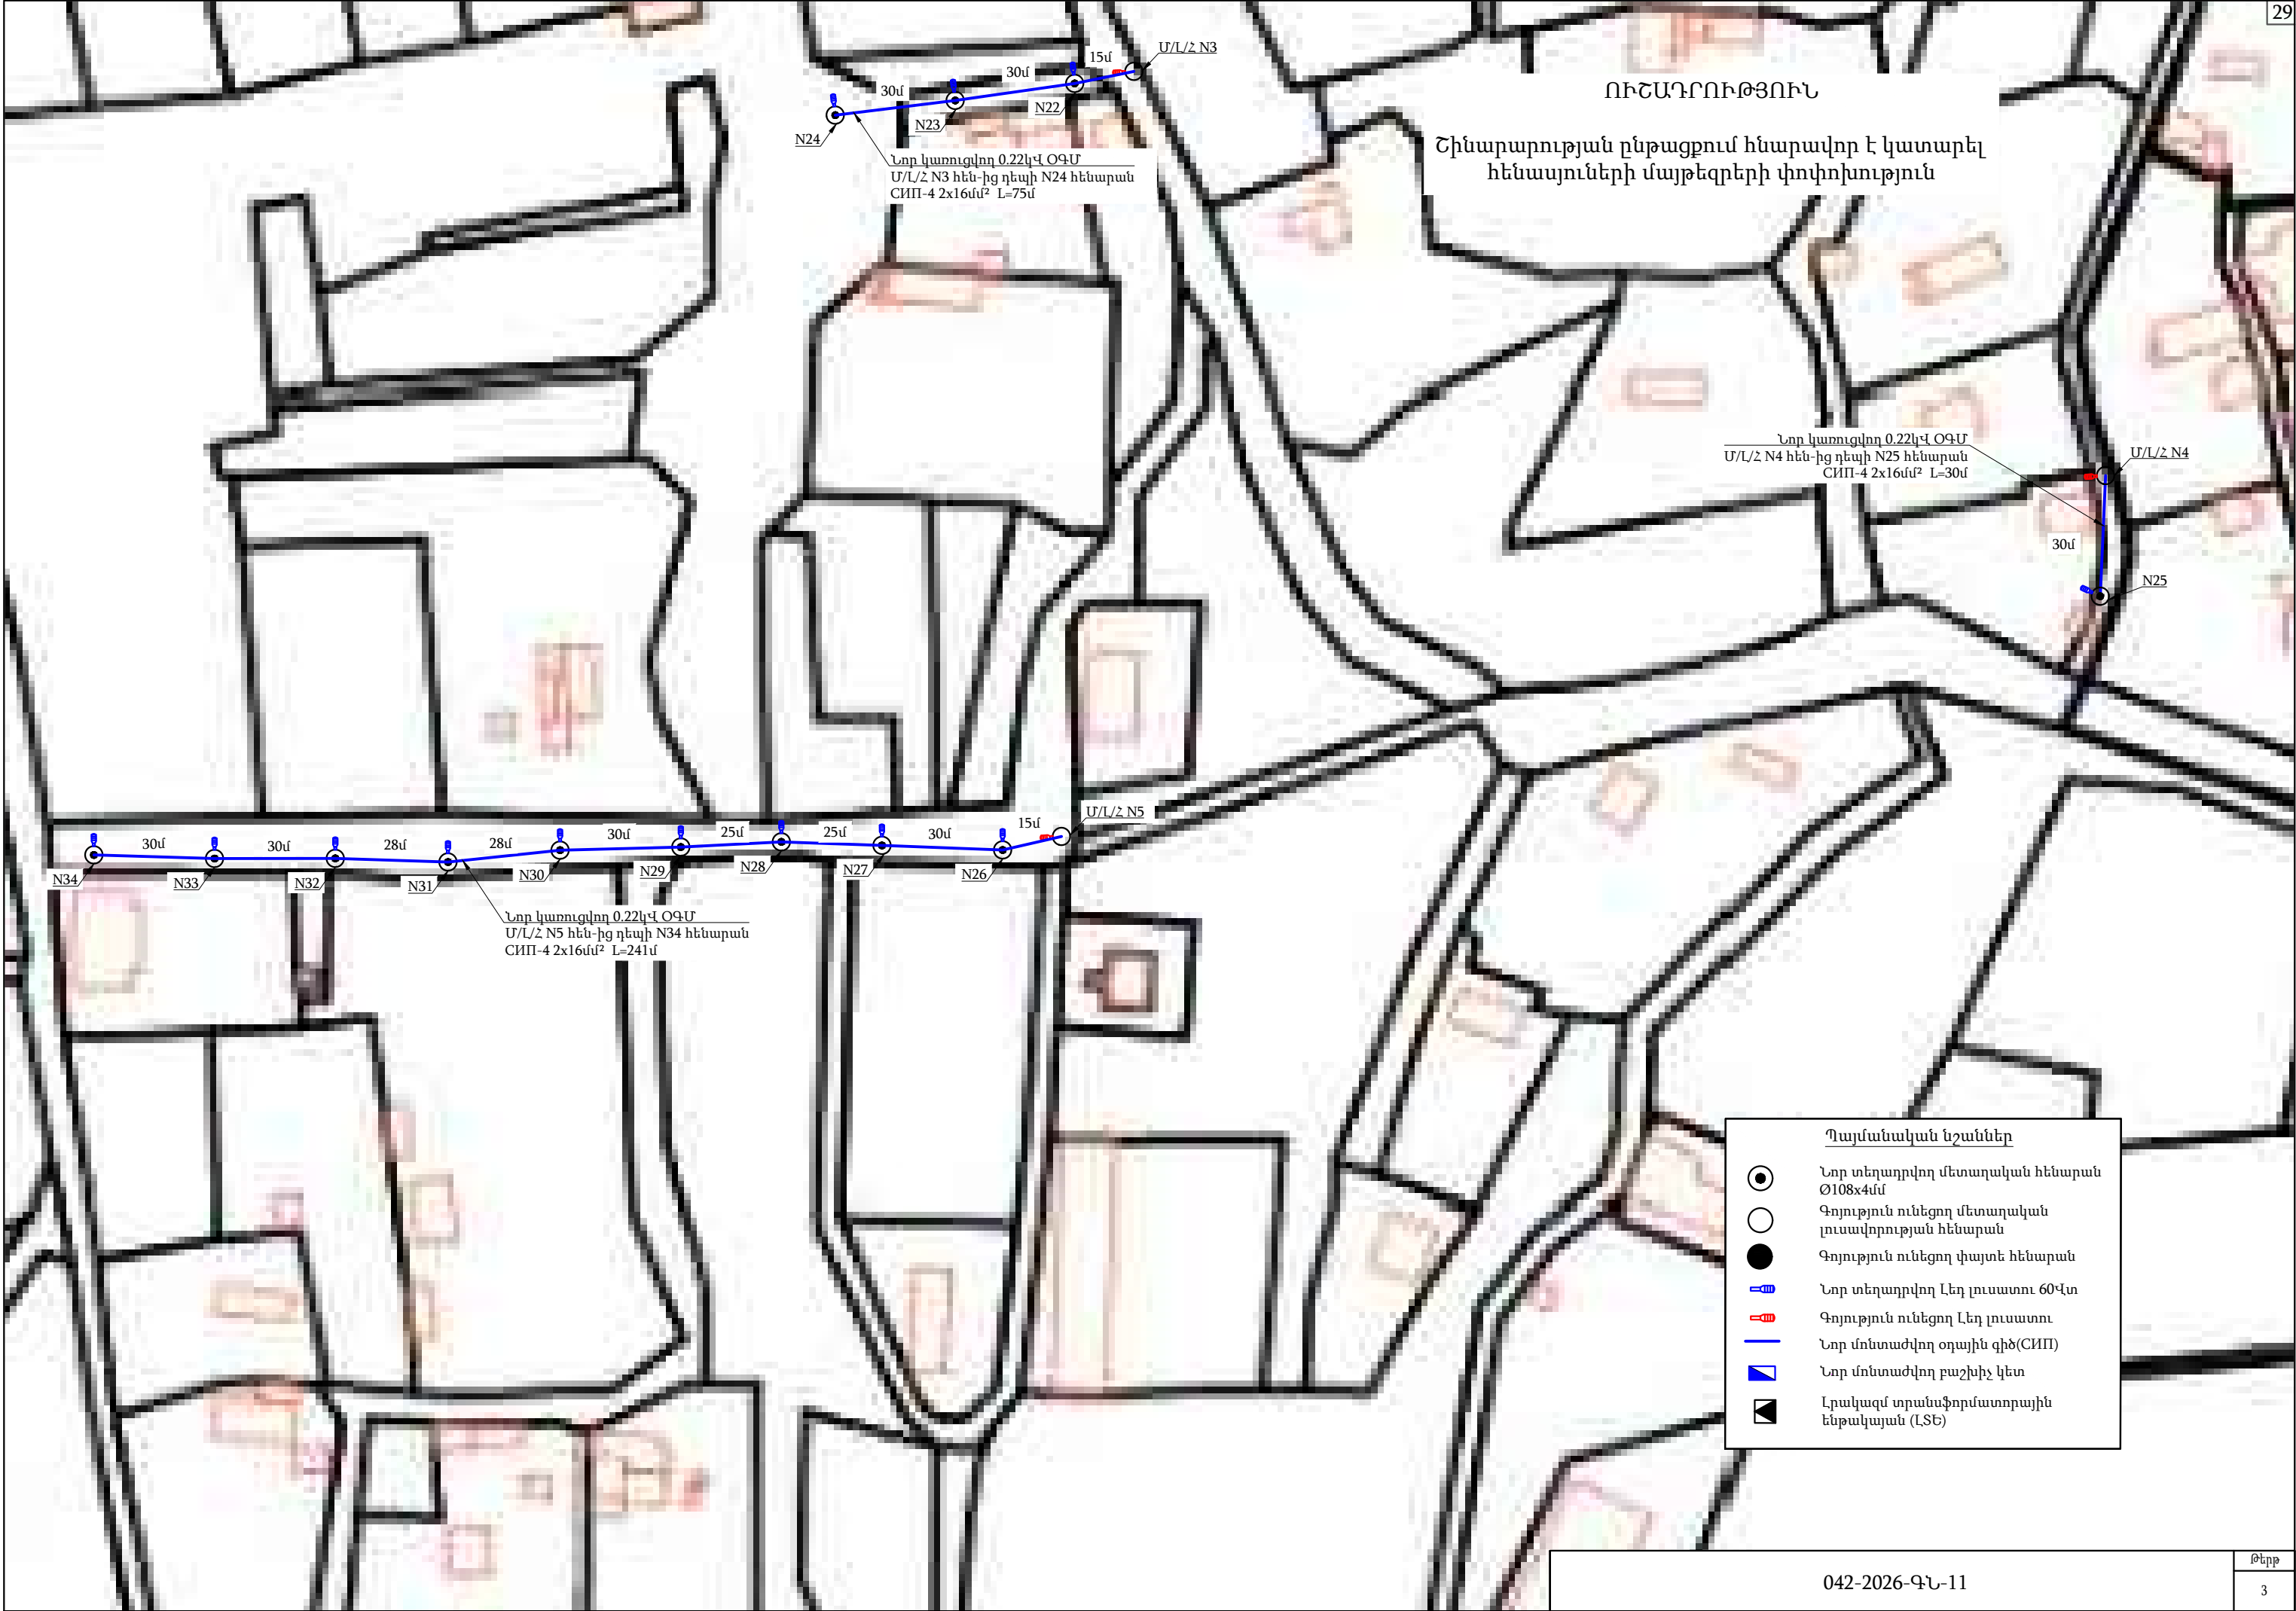 29
Մ/Լ/Հ N3
15մ
30մ
30մ
N22
N23
N24
Նոր կառուցվող 0.22կՎ ՕԳՄ
Մ/Լ/Հ N3 հեն-ից դեպի N24 հենարան
СИП-4 2x16մմ² L=75մ
ՈՒՇԱԴՐՈՒԹՅՈՒՆ
Շինարարության ընթացքում հնարավոր է կատարել
հենասյուների մայթեզրերի փոփոխություն
Նոր կառուցվող 0.22կՎ ՕԳՄ
Մ/Լ/Հ N4 հեն-ից դեպի N25 հենարան
СИП-4 2x16մմ² L=30մ
Մ/Լ/Հ N4
30մ
N25
Մ/Լ/Հ N5
15մ
30մ
25մ
25մ
30մ
28մ
28մ
30մ
30մ
N34
N33
N32
N31
N30
N29
N28
N27
N26
Նոր կառուցվող 0.22կՎ ՕԳՄ
Մ/Լ/Հ N5 հեն-ից դեպի N34 հենարան
СИП-4 2x16մմ² L=241մ
Պայմանական նշաններ
Նոր տեղադրվող մետաղական հենարան
Ø108x4մմ
Գոյություն ունեցող մետաղական
լուսավորության հենարան
Գոյություն ունեցող փայտե հենարան
Նոր տեղադրվող Լեդ լուսատու 60Վտ
Գոյություն ունեցող Լեդ լուսատու
Նոր մոնտաժվող օդային գիծ(СИП)
Նոր մոնտաժվող բաշխիչ կետ
Լրակազմ տրանսֆորմատորային
ենթակայան (ԼՏԵ)
042-2026-ԳՆ-11
Թերթ
3